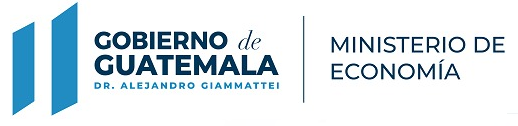 GOBIERNO de
GUATEMALA
DR. ALEJANDRO GIAMMATTEI
MINISTERIO DE
ECONOMÍA